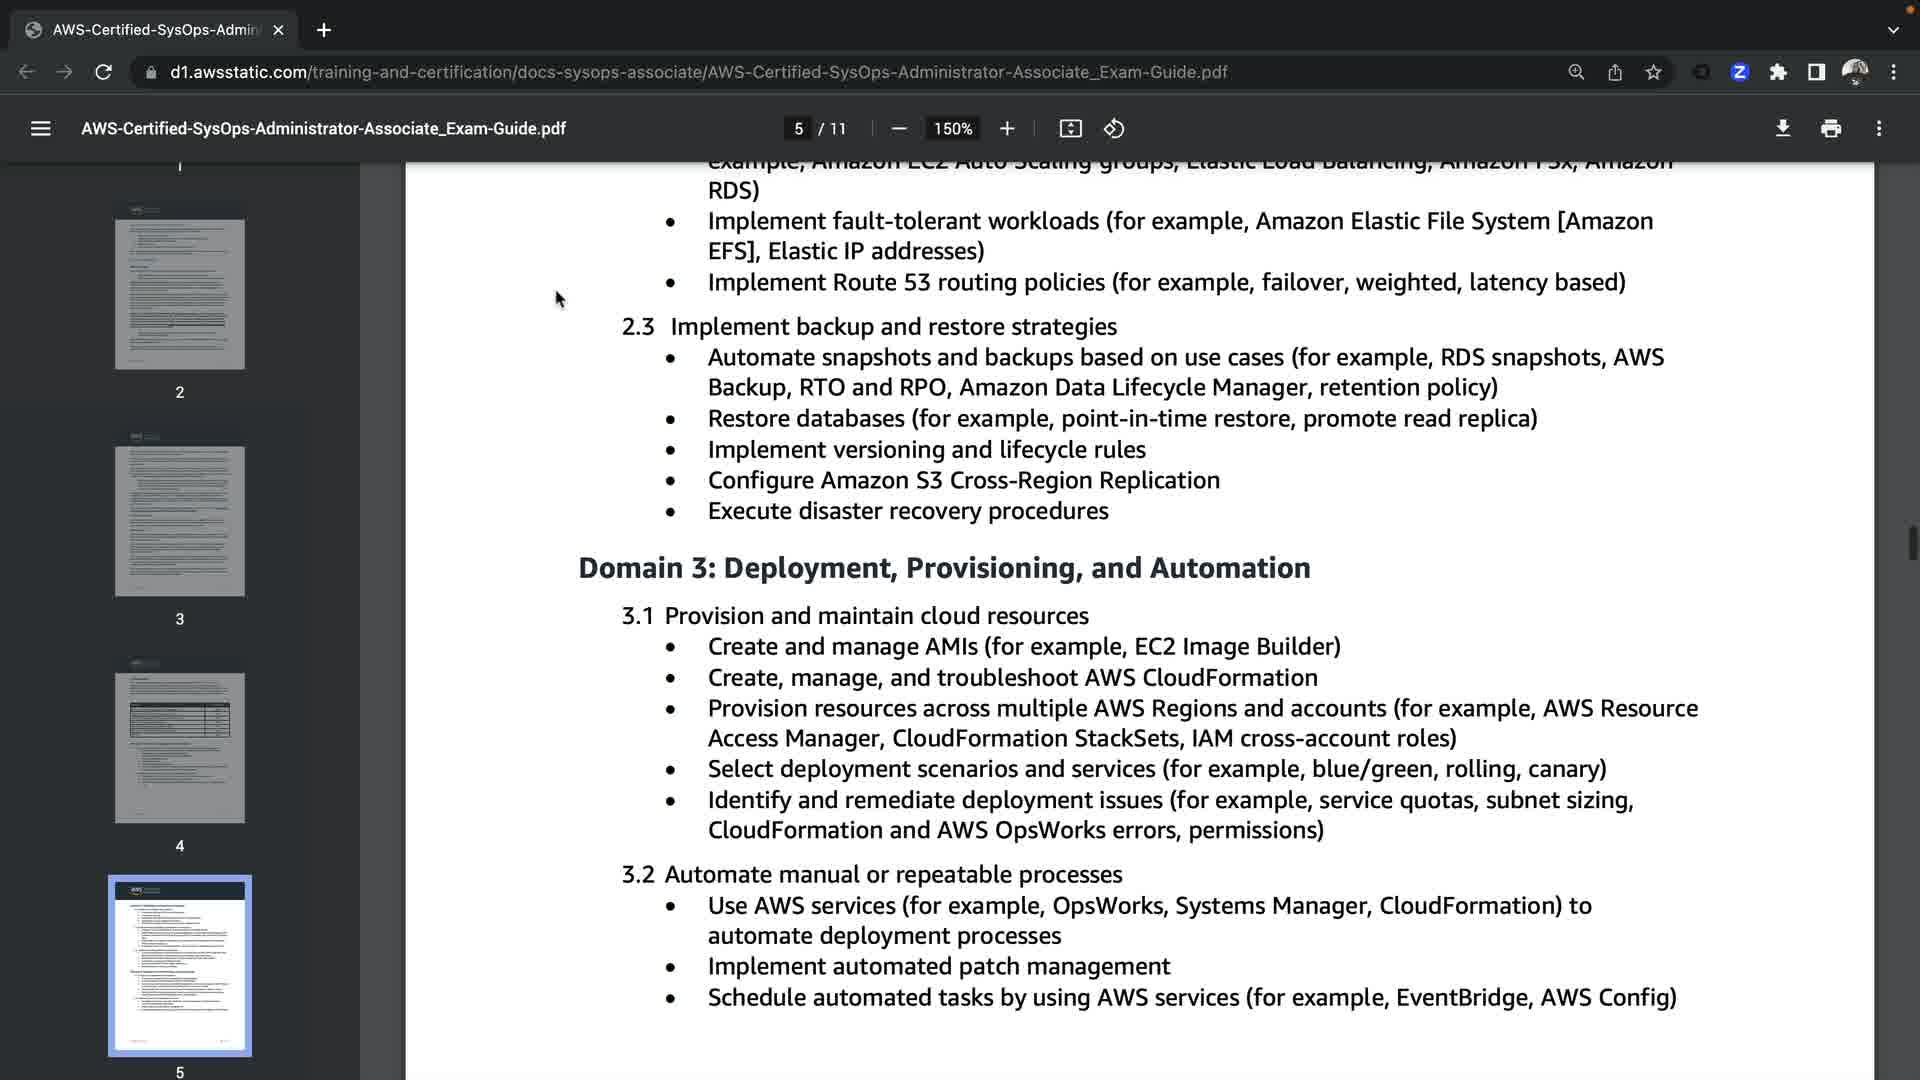 AWS-Certified-SysOps-Admin
d1.awsstatic.com/training-and-certification/docs-sysops-associate/AWS-Certified-SysOps-Administrator-Associate_Exam-Guide.pdf
AWS-Certified-SysOps-Administrator-Associate_Exam-Guide.pdf
5 / 11
150%
1
2
3
4
5
example, Amazon EC2 Auto Scaling groups, Elastic Load Balancing, Amazon FSx, Amazon
RDS)
• Implement fault-tolerant workloads (for example, Amazon Elastic File System [Amazon
EFS], Elastic IP addresses)
• Implement Route 53 routing policies (for example, failover, weighted, latency based)
2.3 Implement backup and restore strategies
• Automate snapshots and backups based on use cases (for example, RDS snapshots, AWS
Backup, RTO and RPO, Amazon Data Lifecycle Manager, retention policy)
• Restore databases (for example, point-in-time restore, promote read replica)
• Implement versioning and lifecycle rules
• Configure Amazon S3 Cross-Region Replication
• Execute disaster recovery procedures
Domain 3: Deployment, Provisioning, and Automation
3.1 Provision and maintain cloud resources
• Create and manage AMIs (for example, EC2 Image Builder)
• Create, manage, and troubleshoot AWS CloudFormation
• Provision resources across multiple AWS Regions and accounts (for example, AWS Resource
Access Manager, CloudFormation StackSets, IAM cross-account roles)
• Select deployment scenarios and services (for example, blue/green, rolling, canary)
• Identify and remediate deployment issues (for example, service quotas, subnet sizing,
CloudFormation and AWS OpsWorks errors, permissions)
3.2 Automate manual or repeatable processes
• Use AWS services (for example, OpsWorks, Systems Manager, CloudFormation) to
automate deployment processes
• Implement automated patch management
• Schedule automated tasks by using AWS services (for example, EventBridge, AWS Config)